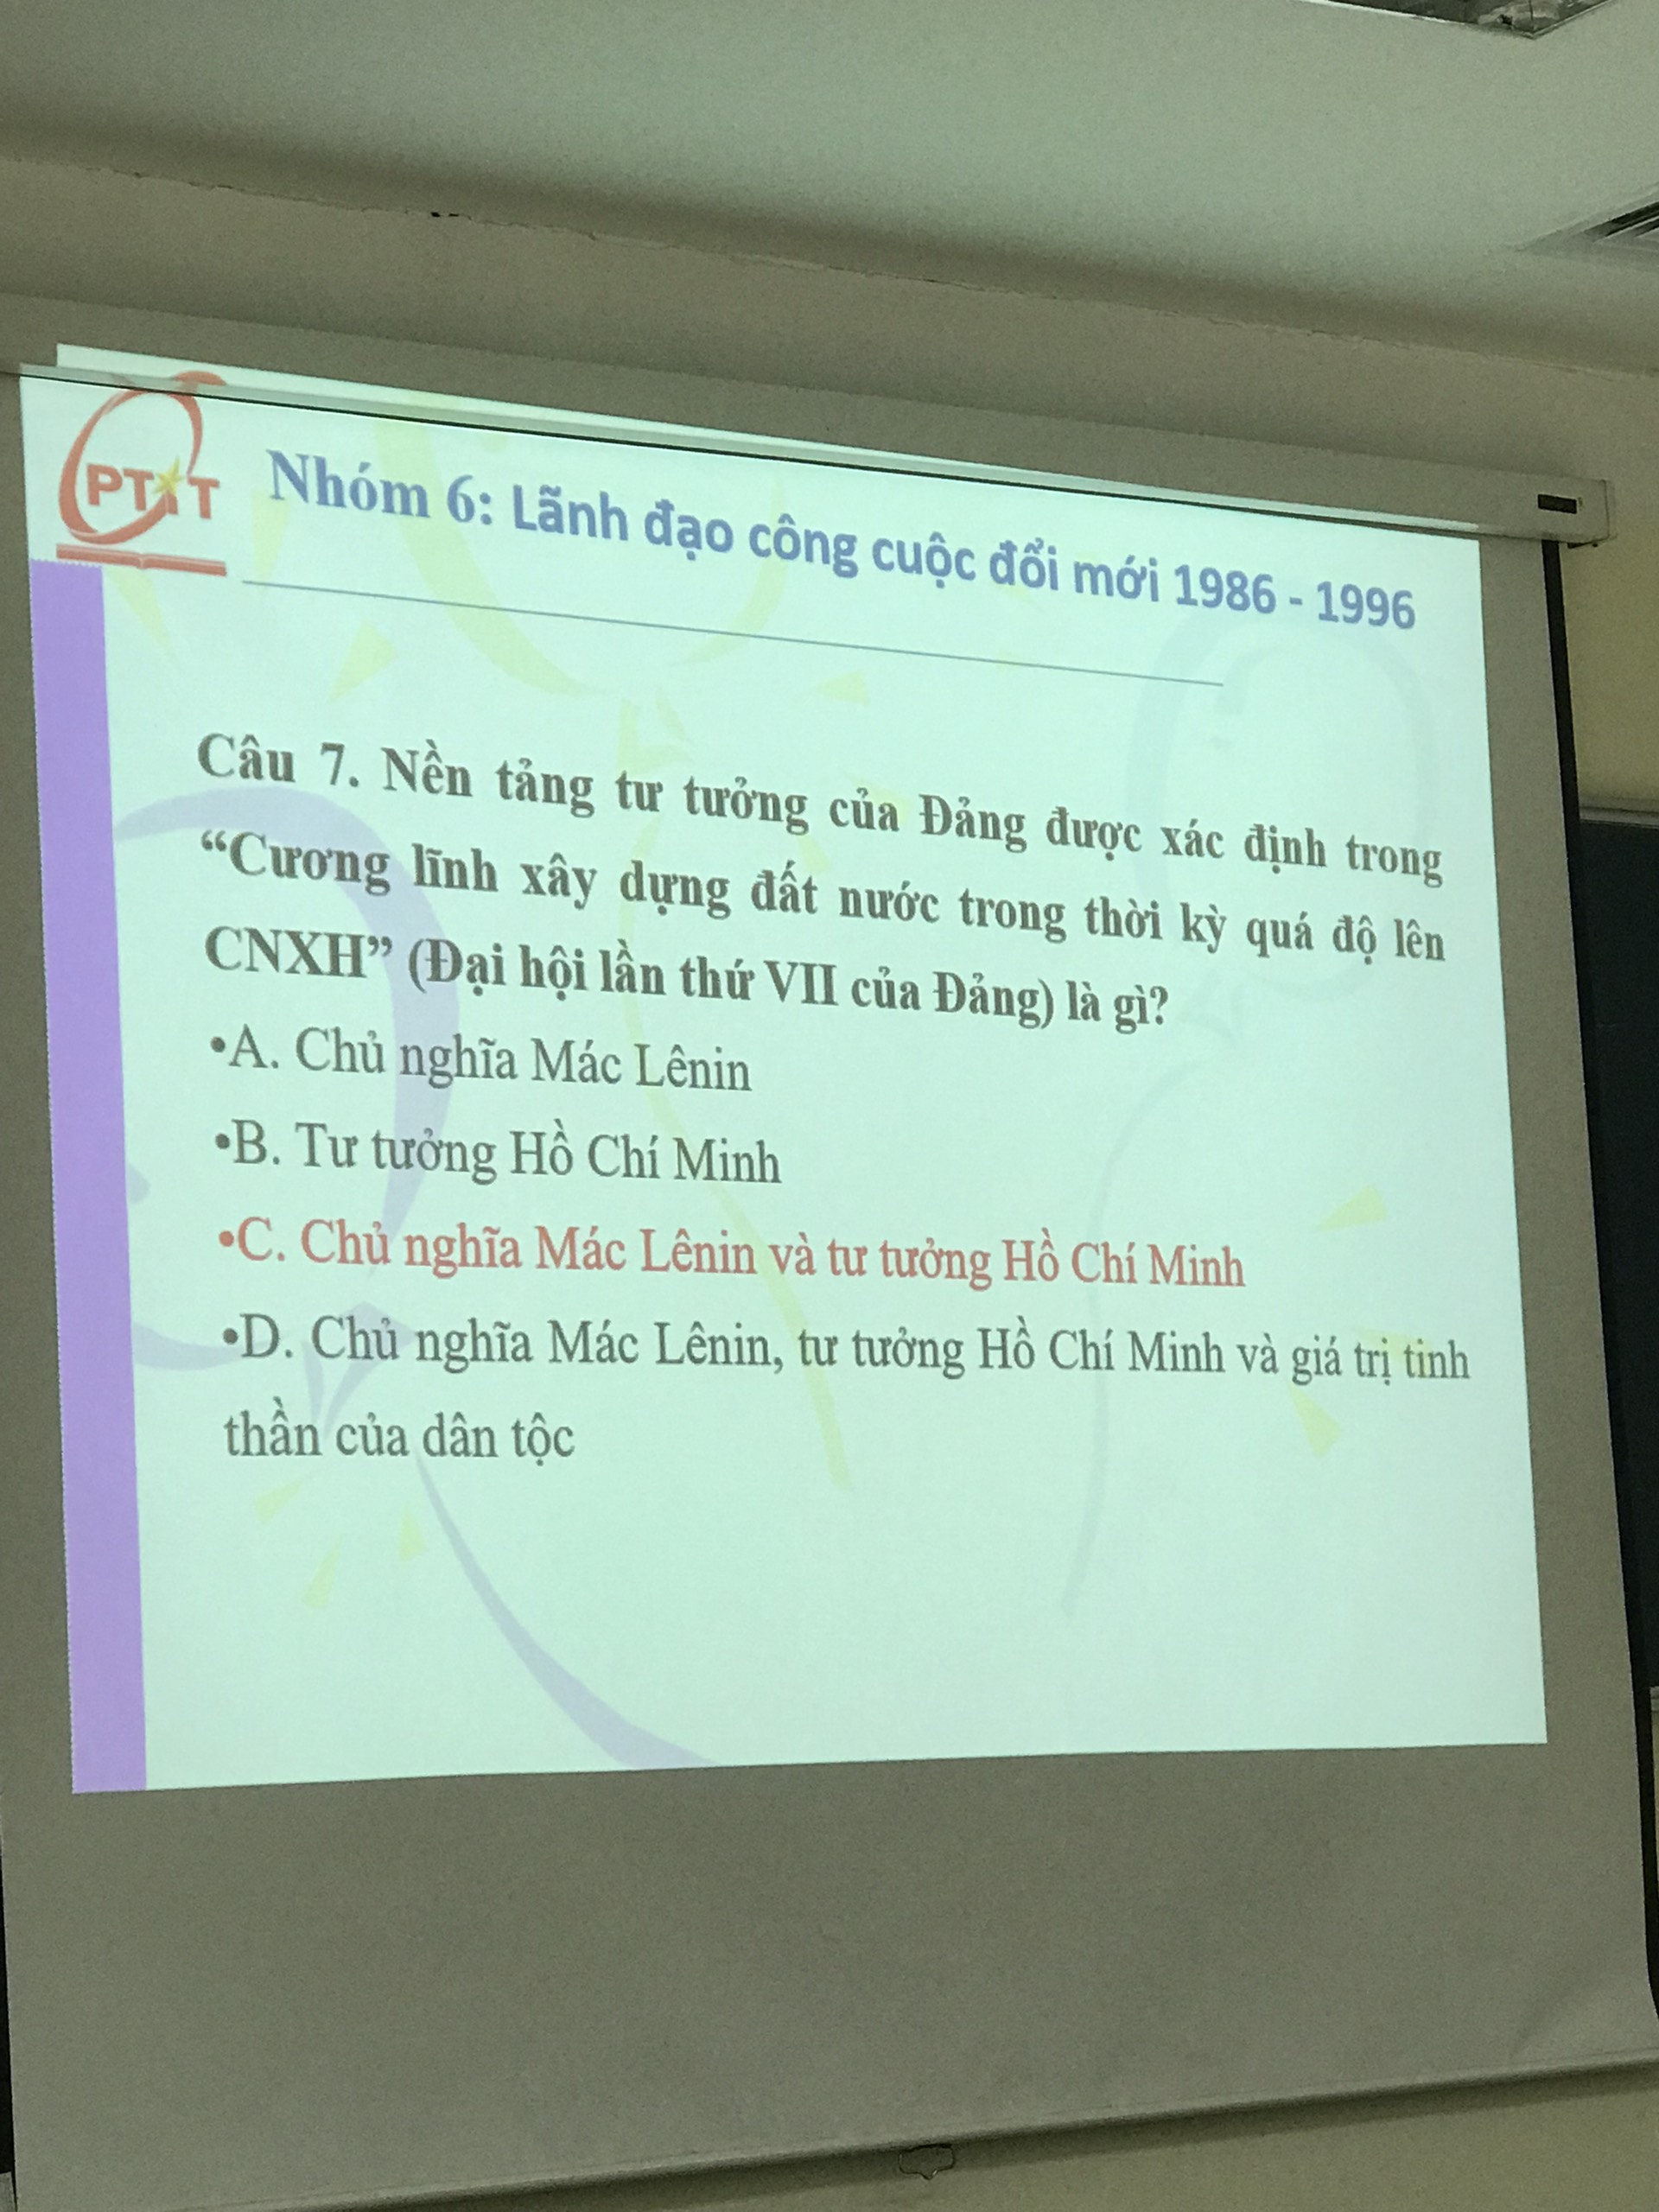 PTIT
Nhóm 6: Lãnh đạo công cuộc đổi mới 1986 - 1996
Câu 7. Nền tảng tư tưởng của Đảng được xác định trong
“Cương lĩnh xây dựng đất nước trong thời kỳ quá độ lên
CNXH” (Đại hội lần thứ VII của Đảng) là gì?
•A. Chủ nghĩa Mác Lênin
•B. Tư tưởng Hồ Chí Minh
•C. Chủ nghĩa Mác Lênin và tư tưởng Hồ Chí Minh
•D. Chủ nghĩa Mác Lênin, tư tưởng Hồ Chí Minh và giá trị tinh
thần của dân tộc